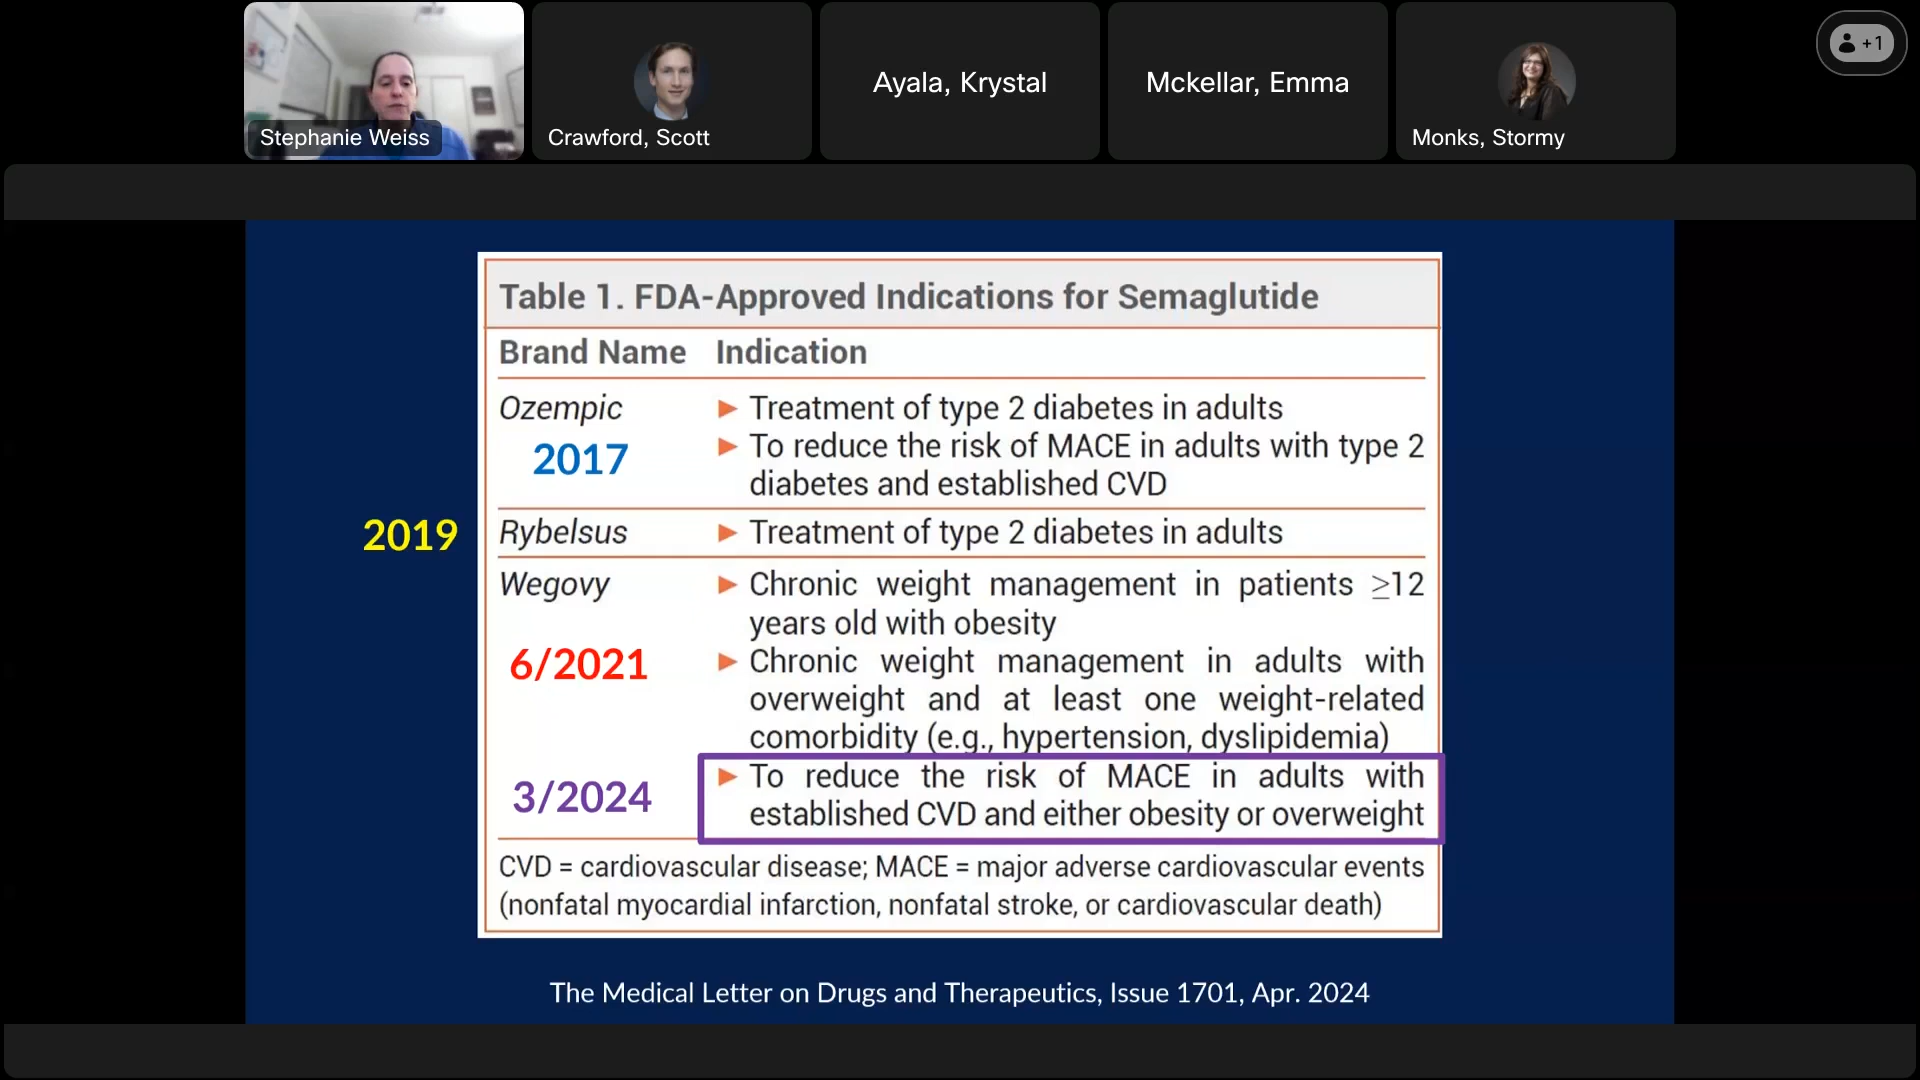 Stephanie Weiss
Crawford, Scott
Ayala, Krystal
Mckellar, Emma
Monks, Stormy
+1
Table 1. FDA-Approved Indications for Semaglutide
Brand Name Indication
Ozempic ► Treatment of type 2 diabetes in adults
2017 ► To reduce the risk of MACE in adults with type 2
diabetes and established CVD
2019 Rybelsus ► Treatment of type 2 diabetes in adults
Wegovy ► Chronic weight management in patients ≥12
years old with obesity
6/2021 ► Chronic weight management in adults with
overweight and at least one weight-related
comorbidity (e.g., hypertension, dyslipidemia)
3/2024 ► To reduce the risk of MACE in adults with
established CVD and either obesity or overweight
CVD = cardiovascular disease; MACE = major adverse cardiovascular events
(nonfatal myocardial infarction, nonfatal stroke, or cardiovascular death)
The Medical Letter on Drugs and Therapeutics, Issue 1701, Apr. 2024